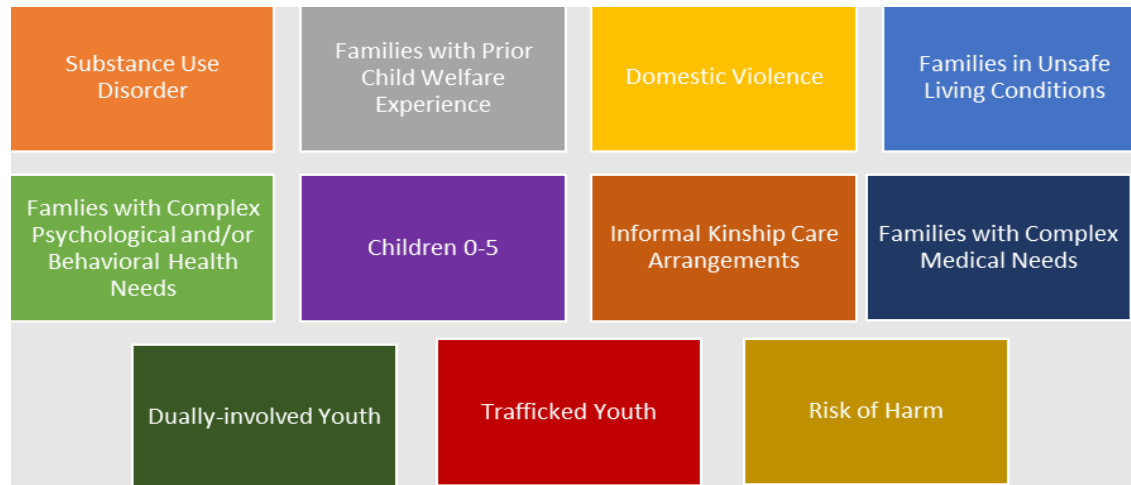 Substance Use
Disorder
Families with Prior
Child Welfare
Experience
Domestic Violence
Families in Unsafe
Living Conditions
Famlies with Complex
Psychological and/or
Behavioral Health
Needs
Children 0-5
Informal Kinship Care
Arrangements
Families with Complex
Medical Needs
Dually-involved Youth
Trafficked Youth
Risk of Harm